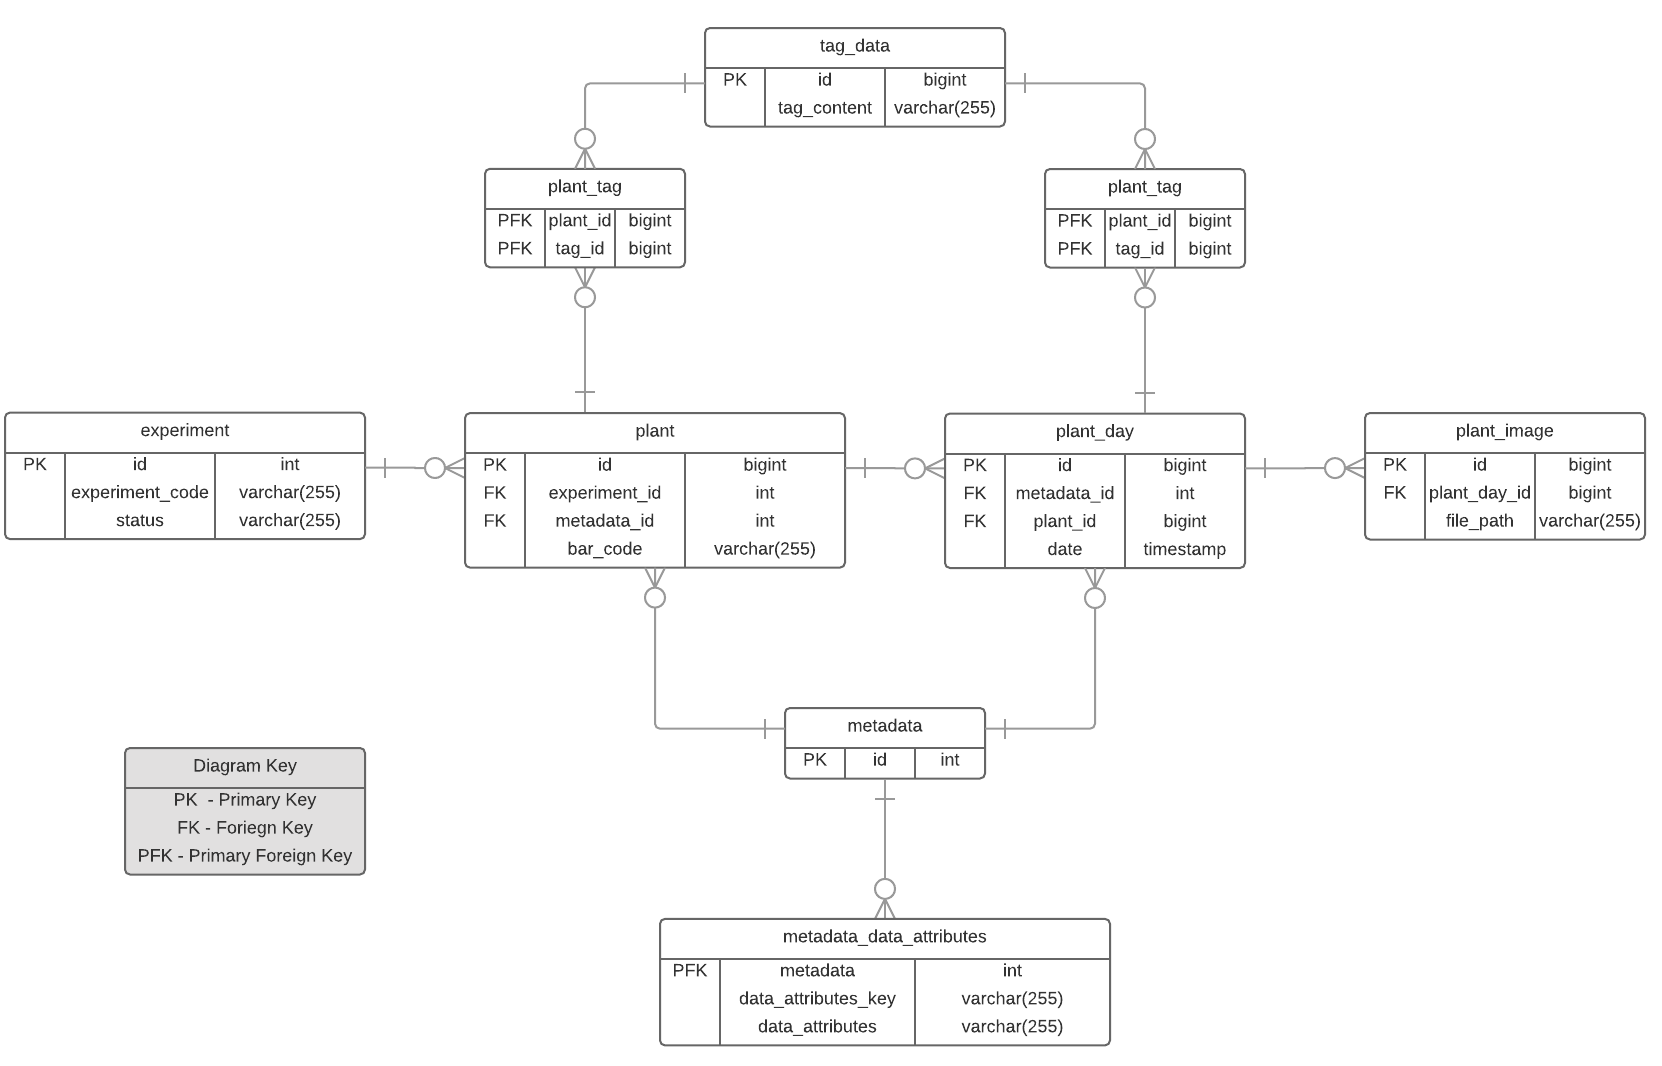 tag_data
PK id bigint
tag_content varchar(255)
plant_tag
PFK plant_id bigint
PFK tag_id bigint
plant_tag
PFK plant_id bigint
PFK tag_id bigint
experiment
PK id int
experiment_code varchar(255)
status varchar(255)
plant
PK id bigint
FK experiment_id int
FK metadata_id int
bar_code varchar(255)
plant_day
PK id bigint
FK metadata_id int
FK plant_id bigint
date timestamp
plant_image
PK id bigint
FK plant_day_id bigint
file_path varchar(255)
metadata
PK id int
Diagram Key
PK - Primary Key
FK - Foriegn Key
PFK - Primary Foreign Key
metadata_data_attributes
PFK metadata int
data_attributes_key varchar(255)
data_attributes varchar(255)